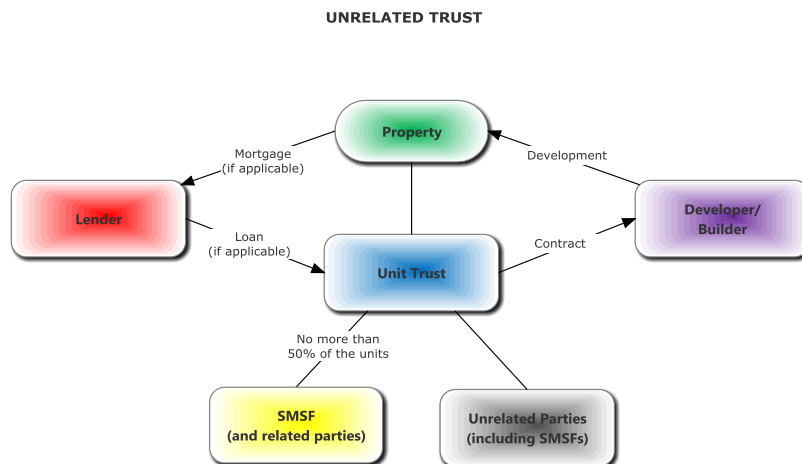 UNRELATED TRUST
Property
Mortgage
(if applicable)
Development
Lender
Developer/
Builder
Loan
(if applicable)
Contract
Unit Trust
No more than
50% of the units
SMSF
(and related parties)
Unrelated Parties
(including SMSFs)